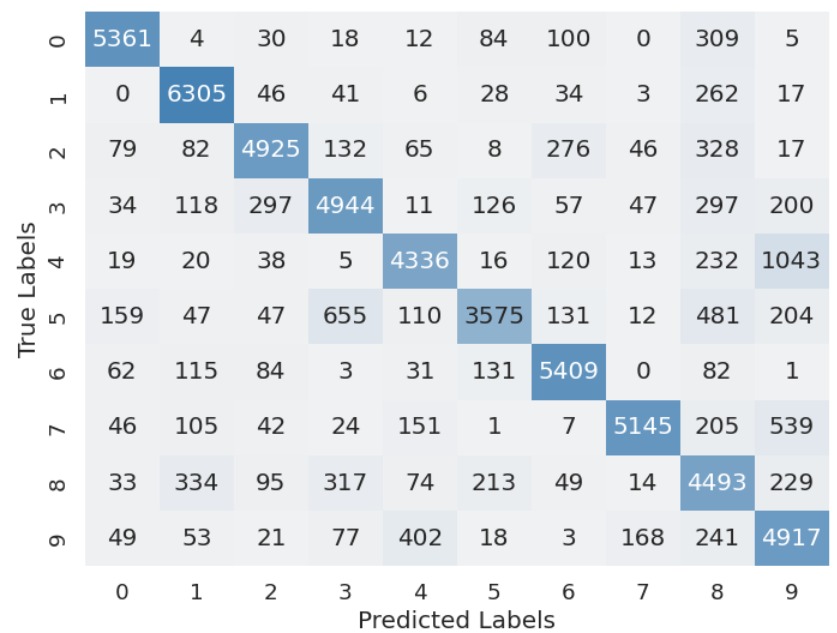 0 5361 4 30 18 12 84 100 0 309 5
1 0 6305 46 41 6 28 34 3 262 17
2 79 82 4925 132 65 8 276 46 328 17
3 34 118 297 4944 11 126 57 47 297 200
4 19 20 38 5 4336 16 120 13 232 1043
5 159 47 47 655 110 3575 131 12 481 204
6 62 115 84 3 31 131 5409 0 82 1
7 46 105 42 24 151 1 7 5145 205 539
8 33 334 95 317 74 213 49 14 4493 229
9 49 53 21 77 402 18 3 168 241 4917
0 1 2 3 4 5 6 7 8 9
True Labels
Predicted Labels